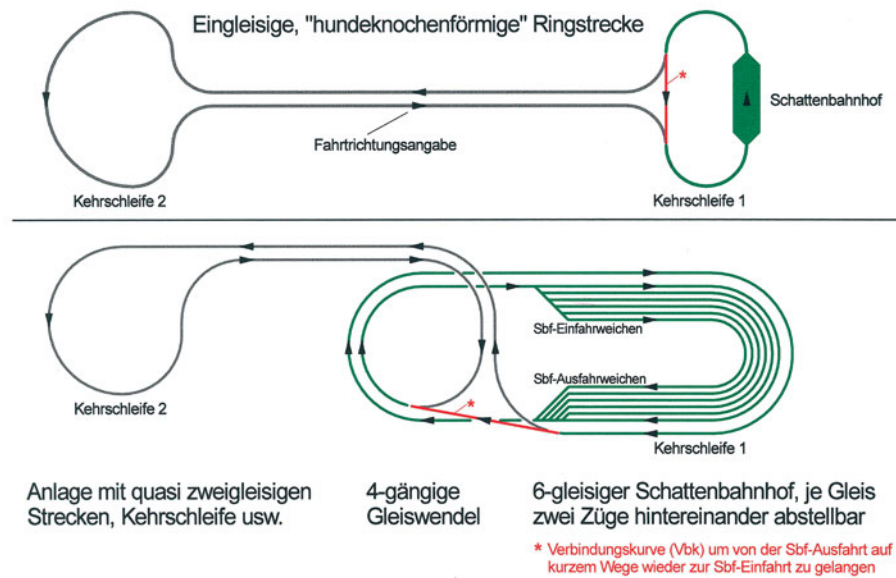 Eingleisige, "hundeknochenförmige" Ringstrecke
*
Schattenbahnhof
Fahrtrichtungsangabe
Kehrschleife 2
Kehrschleife 1
Sbf-Einfahrweichen
Sbf-Ausfahrweichen
*
Kehrschleife 2
Kehrschleife 1
Anlage mit quasi zweigleisigen
Strecken, Kehrschleife usw.
4-gängige
Gleiswendel
6-gleisiger Schattenbahnhof, je Gleis
zwei Züge hintereinander abstellbar
* Verbindungskurve (Vbk) um von der Sbf-Ausfahrt auf
kurzem Wege wieder zur Sbf-Einfahrt zu gelangen